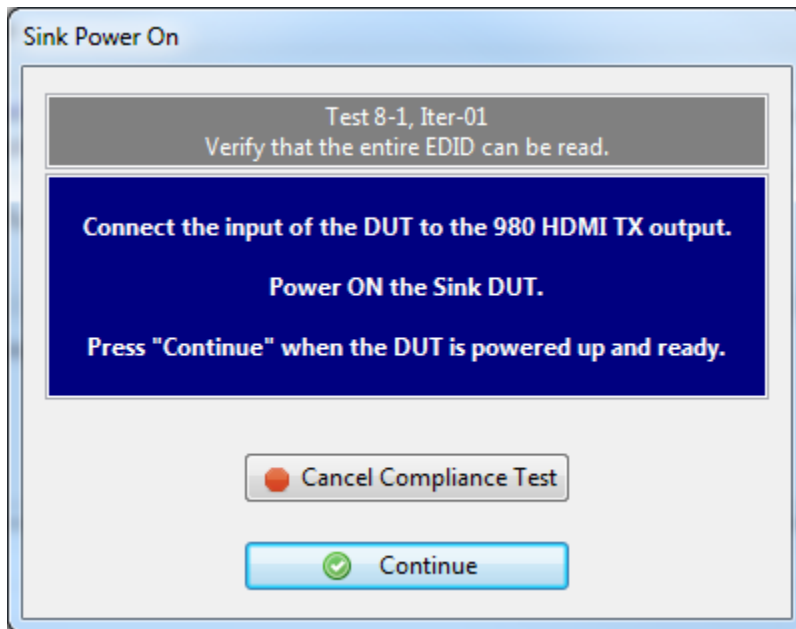 Sink Power On
Test 8-1, Iter-01
Verify that the entire EDID can be read.
Connect the input of the DUT to the 980 HDMI TX output.
Power ON the Sink DUT.
Press "Continue" when the DUT is powered up and ready.
Cancel Compliance Test
Continue